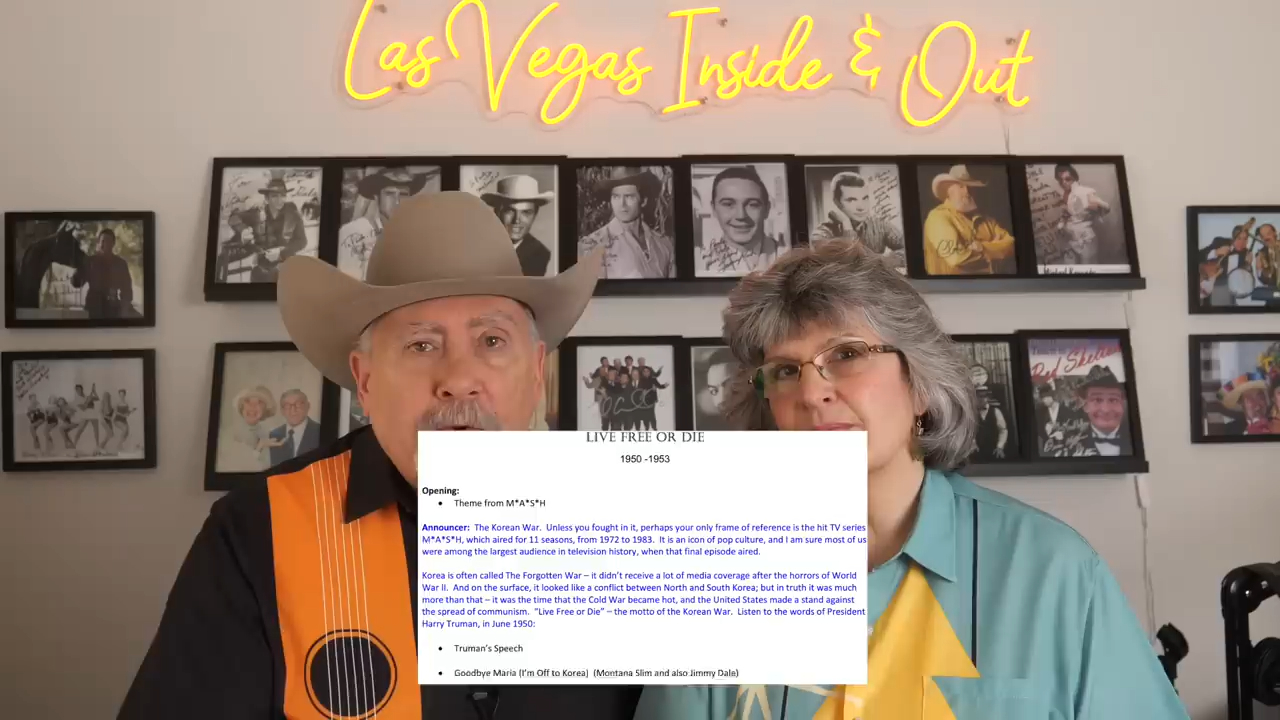 Las Vegas Inside & Out
Red Skelton
LIVE FREE OR DIE
1950 -1953
Opening:
• Theme from M*A*S*H
Announcer: The Korean War. Unless you fought in it, perhaps your only frame of reference is the hit TV series
M*A*S*H, which aired for 11 seasons, from 1972 to 1983. It is an icon of pop culture, and I am sure most of us
were among the largest audience in television history, when that final episode aired.
Korea is often called The Forgotten War – it didn't receive a lot of media coverage after the horrors of World
War II. And on the surface, it looked like a conflict between North and South Korea; but in truth it was much
more than that – it was the time that the Cold War became hot, and the United States made a stand against
the spread of communism. "Live Free or Die" – the motto of the Korean War. Listen to the words of President
Harry Truman, in June 1950:
• Truman's Speech
• Goodbye Maria (I'm Off to Korea) (Montana Slim and also Jimmy Dale)